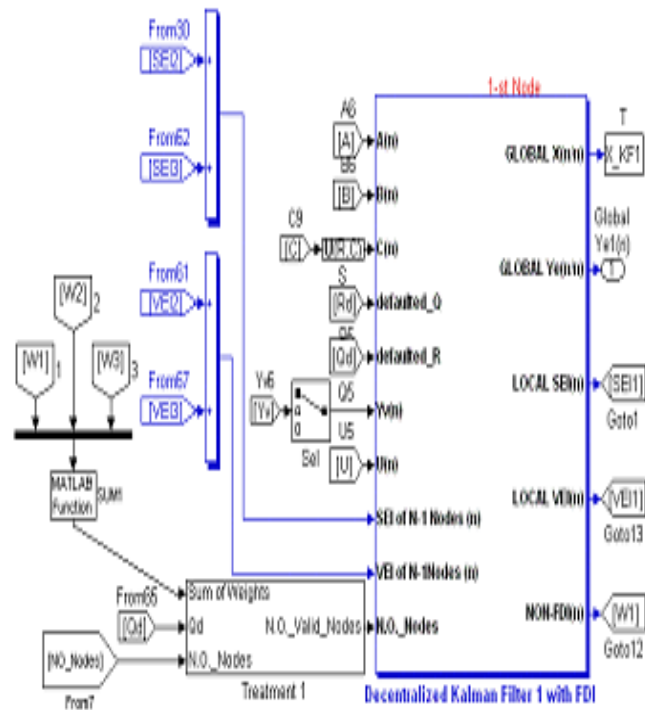 From30
[SEI2]
From62
[SEI3]
From61
[VEI2]
From67
[VEI3]
[W2]
2
[W1]
1
[W3]
3
MATLAB
Function
SUM1
1-st Node
A6
[A]
A(n)
[B]
B(n)
C9
[C]
C(n)
S
[Rd]
defaulted_Q
[Qd]
defaulted_R
Yv6
[Yv]
Sel
Q5
Yv(n)
U5
[U]
U(n)
SEI of N-1 Nodes (n)
VEI of N-1Nodes (n)
N.O._Nodes
GLOBAL X(n/n)
T
X_KF1
Global
Ye1(n)
1
GLOBAL Ye(n/n)
LOCAL SEI(n)
[SEI1]
Goto1
LOCAL VEI(n)
[VEI1]
Goto13
NON-FDI(n)
[W1]
Goto12
From65
[Qd]
[NO_Nodes]
From7
Sum of Weights
Qd
N.O._Valid_Nodes
N.O._Nodes
Treatment 1
Decentralized Kalman Filter 1 with FDI